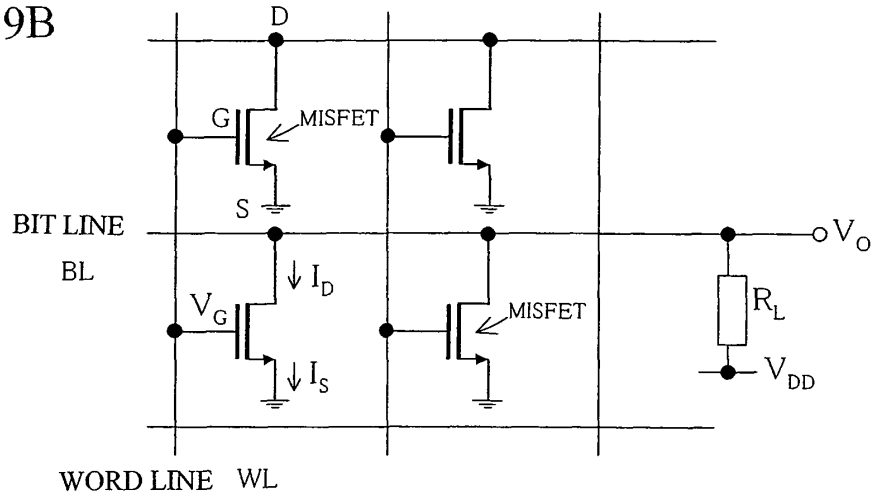 9B
D
G MISFET
S
BIT LINE
BL
V_O
I_D
V_G
MISFET
R_L
I_S
V_DD
WORD LINE WL